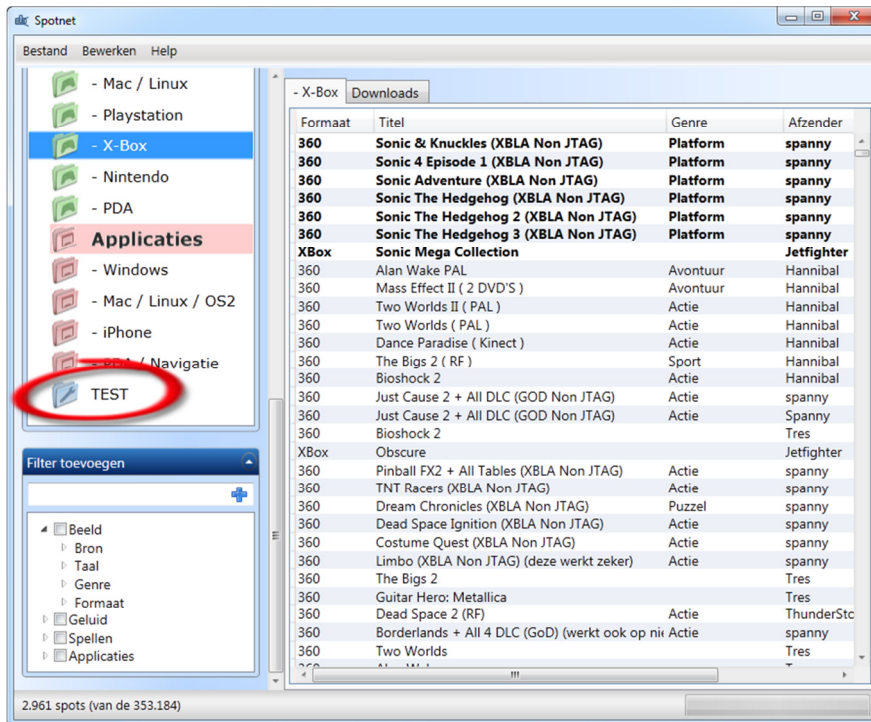 Spotnet
Bestand Bewerken Help
- Mac / Linux
- Playstation
- X-Box
- Nintendo
- PDA
Applicaties
- Windows
- Mac / Linux / OS2
- iPhone
- PDA / Navigatie
TEST
Filter toevoegen
Beeld
Bron
Taal
Genre
Formaat
Geluid
Spellen
Applicaties
- X-Box Downloads
Formaat Titel Genre Afzender
360 Sonic & Knuckles (XBLA Non JTAG) Platform spanny
360 Sonic 4 Episode 1 (XBLA Non JTAG) Platform spanny
360 Sonic Adventure (XBLA Non JTAG) Platform spanny
360 Sonic The Hedgehog (XBLA Non JTAG) Platform spanny
360 Sonic The Hedgehog 2 (XBLA Non JTAG) Platform spanny
360 Sonic The Hedgehog 3 (XBLA Non JTAG) Platform spanny
XBox Sonic Mega Collection Jetfighter
360 Alan Wake PAL Avontuur Hannibal
360 Mass Effect II ( 2 DVD'S ) Avontuur Hannibal
360 Two Worlds II ( PAL ) Actie Hannibal
360 Two Worlds ( PAL ) Actie Hannibal
360 Dance Paradise ( Kinect ) Actie Hannibal
360 The Bigs 2 ( RF ) Sport Hannibal
360 Bioshock 2 Actie Hannibal
360 Just Cause 2 + All DLC (GOD Non JTAG) Actie spanny
360 Just Cause 2 + All DLC (GOD Non JTAG) Actie Spanny
360 Bioshock 2 Tres
XBox Obscure Jetfighter
360 Pinball FX2 + All Tables (XBLA Non JTAG) Actie spanny
360 TNT Racers (XBLA Non JTAG) Actie spanny
360 Dream Chronicles (XBLA Non JTAG) Puzzel spanny
360 Dead Space Ignition (XBLA Non JTAG) Actie spanny
360 Costume Quest (XBLA Non JTAG) Actie spanny
360 Limbo (XBLA Non JTAG) (deze werkt zeker) Actie spanny
360 The Bigs 2 Tres
360 Guitar Hero: Metallica Tres
360 Dead Space 2 (RF) Actie ThunderSto
360 Borderlands + All 4 DLC (GoD) (werkt ook op nie Actie spanny
360 Two Worlds Tres
2.961 spots (van de 353.184)